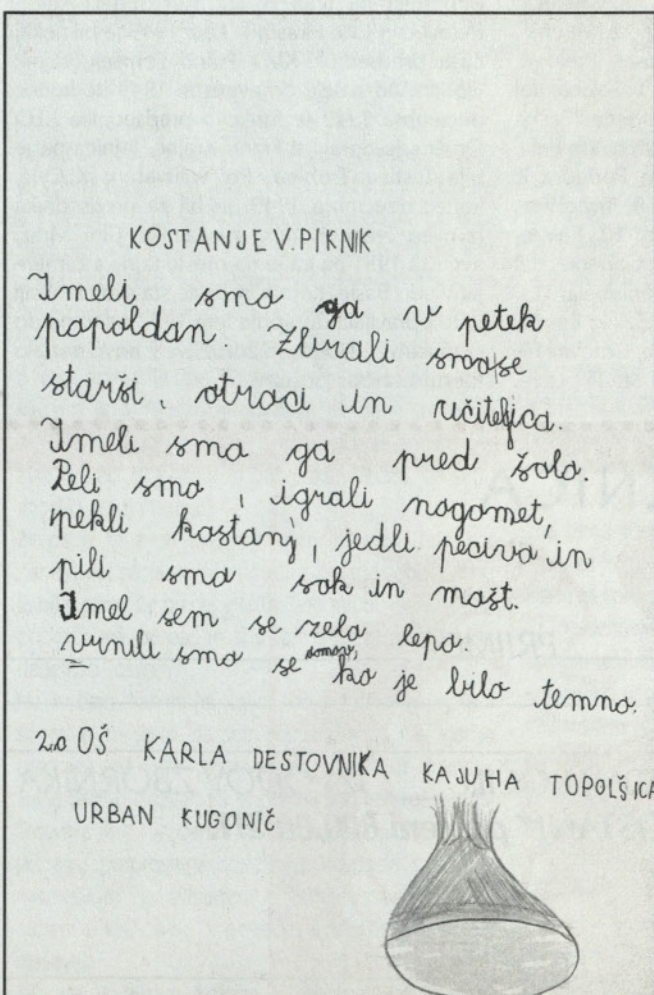 KOSTANJEV PIKNIK
Imeli smo ga v petek
popoldan. Zbrali smo se
starši, otroci in učiteljica.
Imeli smo ga pred šolo.
Peli smo, igrali nogomet,
pekli kostanj, jedli pecivo in
pili smo sok in mošt.
Imel sem se zelo lepo.
vrnili smo se domov, ko je bilo temno.
2.a OŠ KARLA DESTOVNIKA KAJUHA TOPOLŠICA
URBAN KUGONIČ